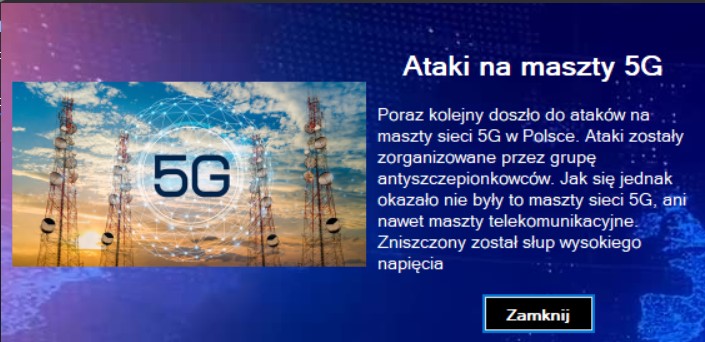 Ataki na maszty 5G
5G
Poraz kolejny doszło do ataków na
maszty sieci 5G w Polsce. Ataki zostały
zorganizowane przez grupę
antyszczepionkowców. Jak się jednak
okazało nie były to maszty sieci 5G, ani
nawet maszty telekomunikacyjne.
Zniszczony został słup wysokiego
napięcia
Zamknij